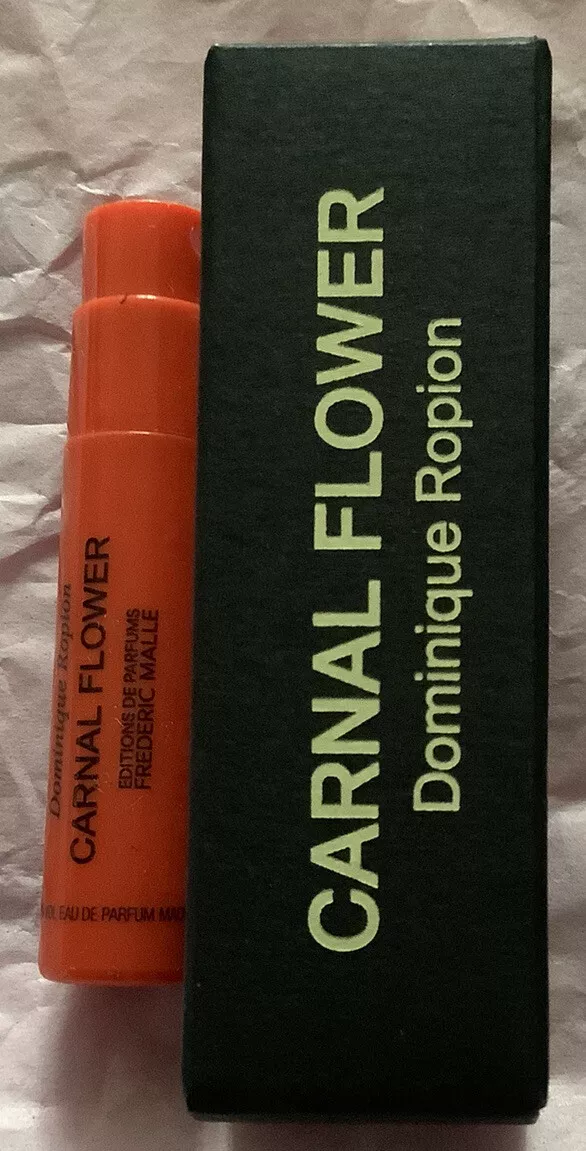 Dominique Ropion
CARNAL FLOWER
EDITIONS DE PARFUMS
FREDERIC MALLE
EAU DE PARFUM
CARNAL FLOWER
Dominique Ropion